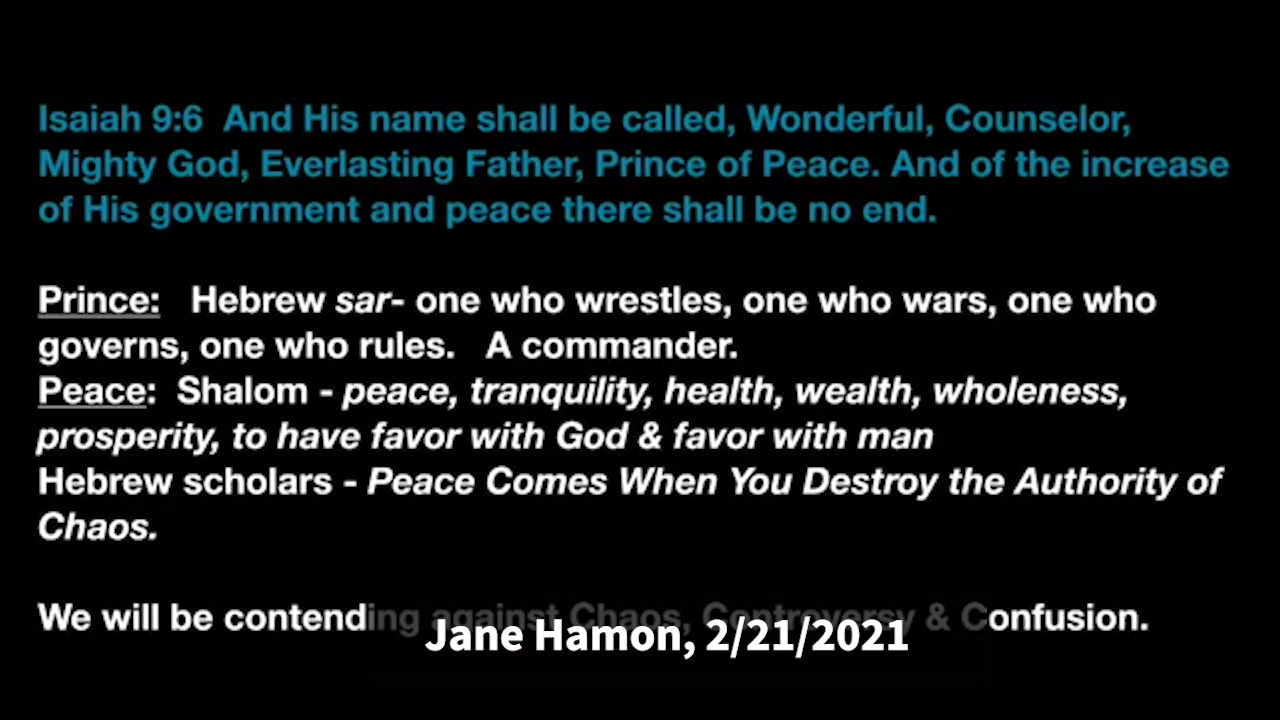 Isaiah 9:6  And His name shall be called, Wonderful, Counselor,
Mighty God, Everlasting Father, Prince of Peace. And of the increase
of His government and peace there shall be no end.
Prince:   Hebrew sar- one who wrestles, one who wars, one who
governs, one who rules.   A commander.
Peace:  Shalom - peace, tranquility, health, wealth, wholeness,
prosperity, to have favor with God & favor with man
Hebrew scholars - Peace Comes When You Destroy the Authority of
Chaos.
We will be contending against Chaos, Controversy & Confusion.
Jane Hamon, 2/21/2021